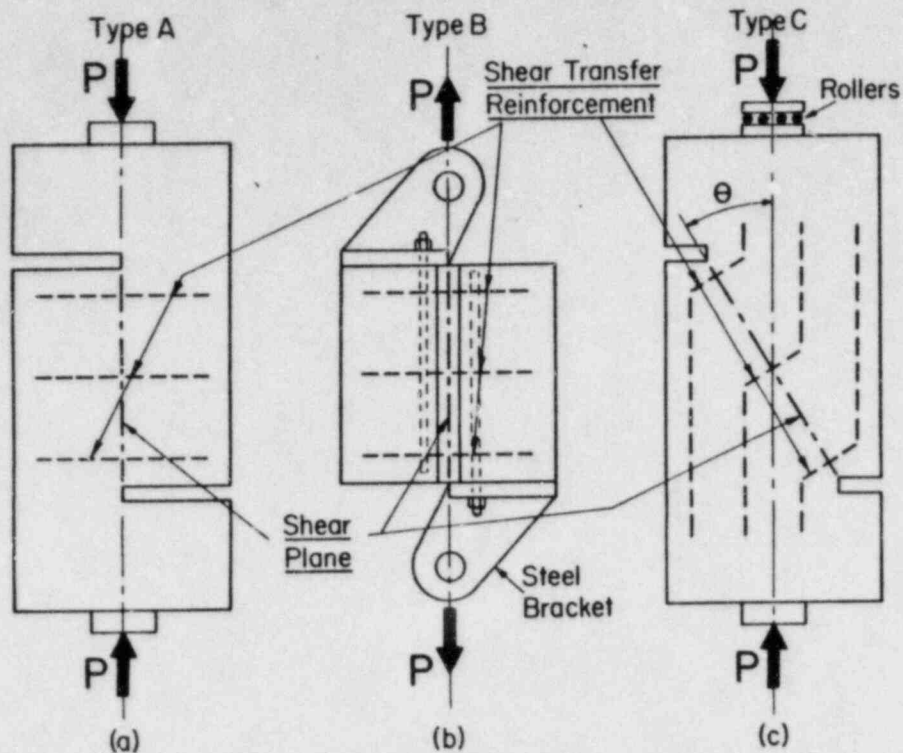 Type A
Type B
Type C
P
P
P
Shear Transfer
Reinforcement
Rollers
Θ
Shear
Plane
Steel
Bracket
P
P
P
(a)
(b)
(c)